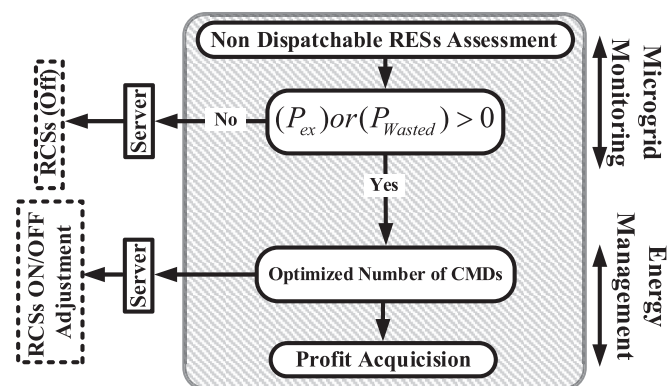 Non Dispatchable RESs Assessment
(P_ex) or (P_Wasted) > 0
No
Server
RCSs (Off)
Yes
Microgrid
Monitoring
Optimized Number of CMDs
Server
RCSs ON/OFF
Adjustment
Profit Acquicision
Energy
Management